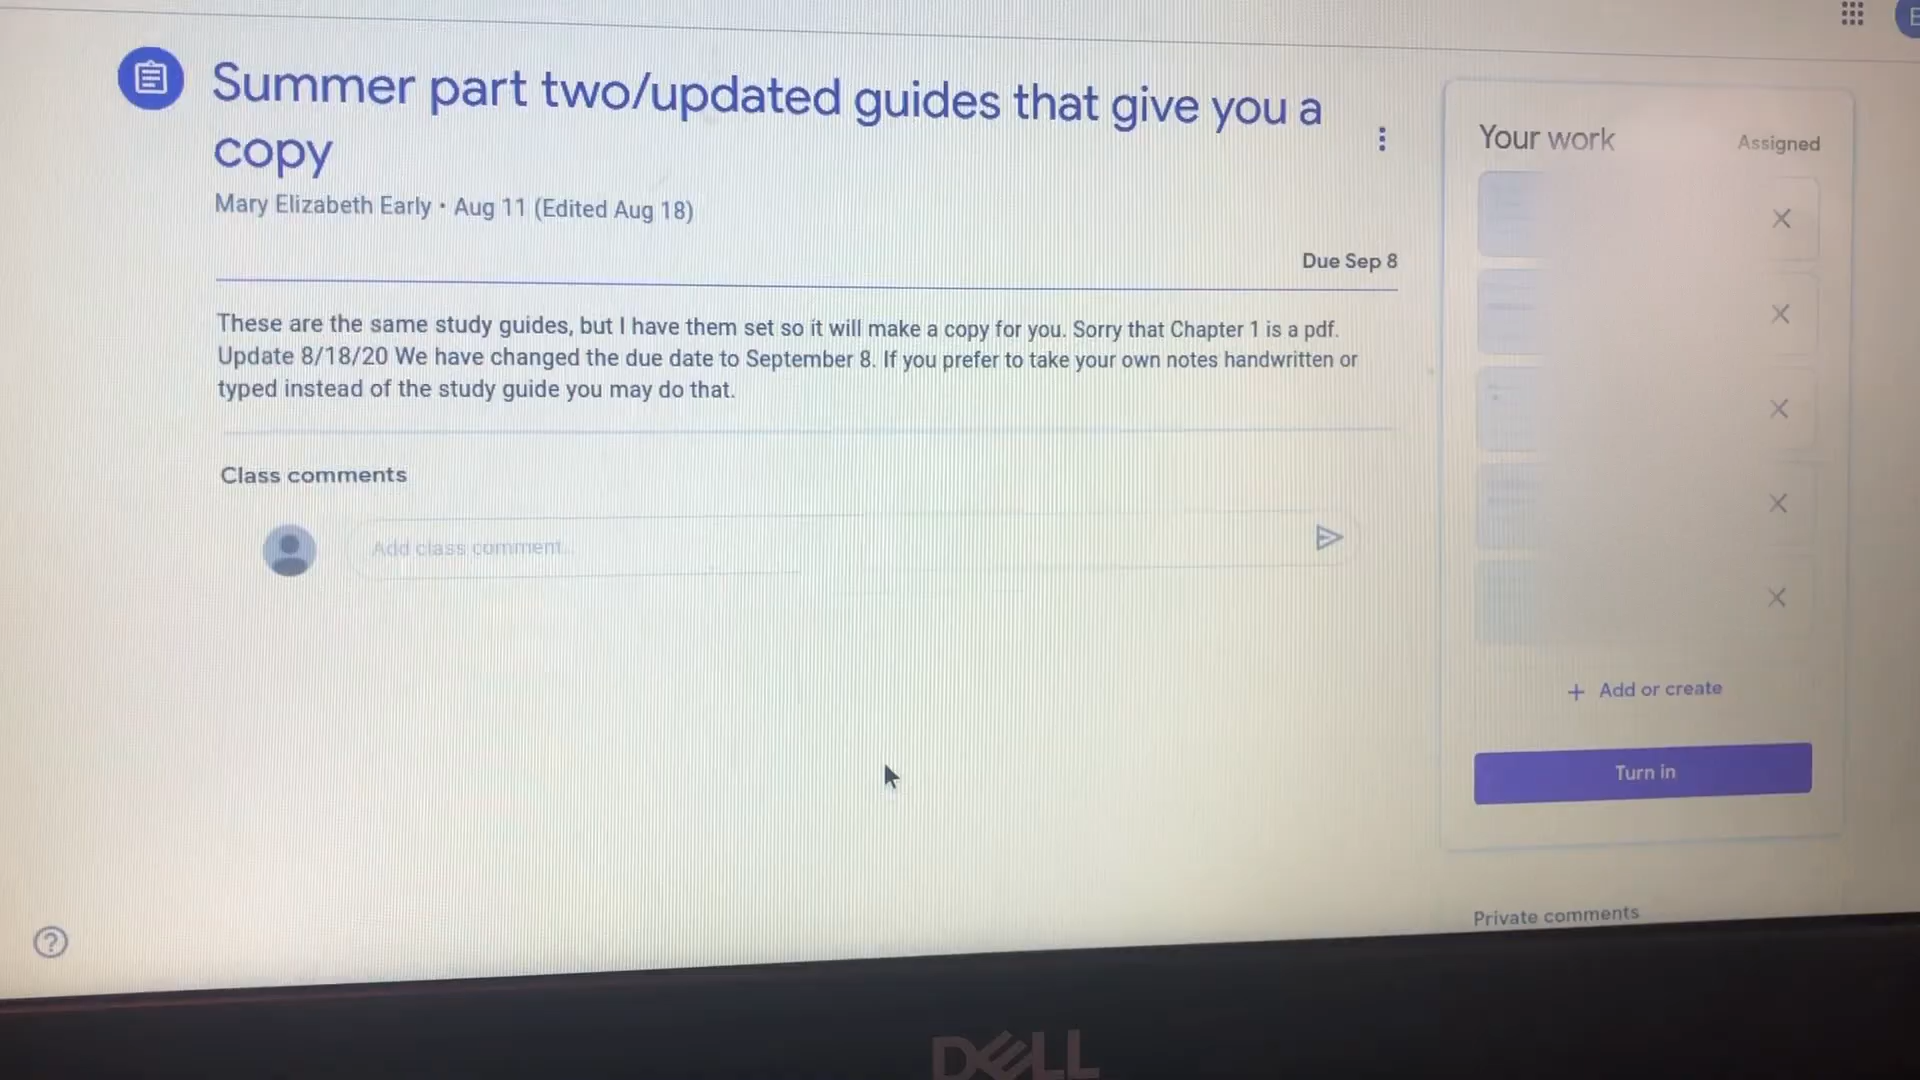 Summer part two/updated guides that give you a
copy
Mary Elizabeth Early • Aug 11 (Edited Aug 18)
Due Sep 8
These are the same study guides, but I have them set so it will make a copy for you. Sorry that Chapter 1 is a pdf.
Update 8/18/20 We have changed the due date to September 8. If you prefer to take your own notes handwritten or
typed instead of the study guide you may do that.
Class comments
Add class comment...
Your work
Assigned
+ Add or create
Turn in
Private comments
E
DELL